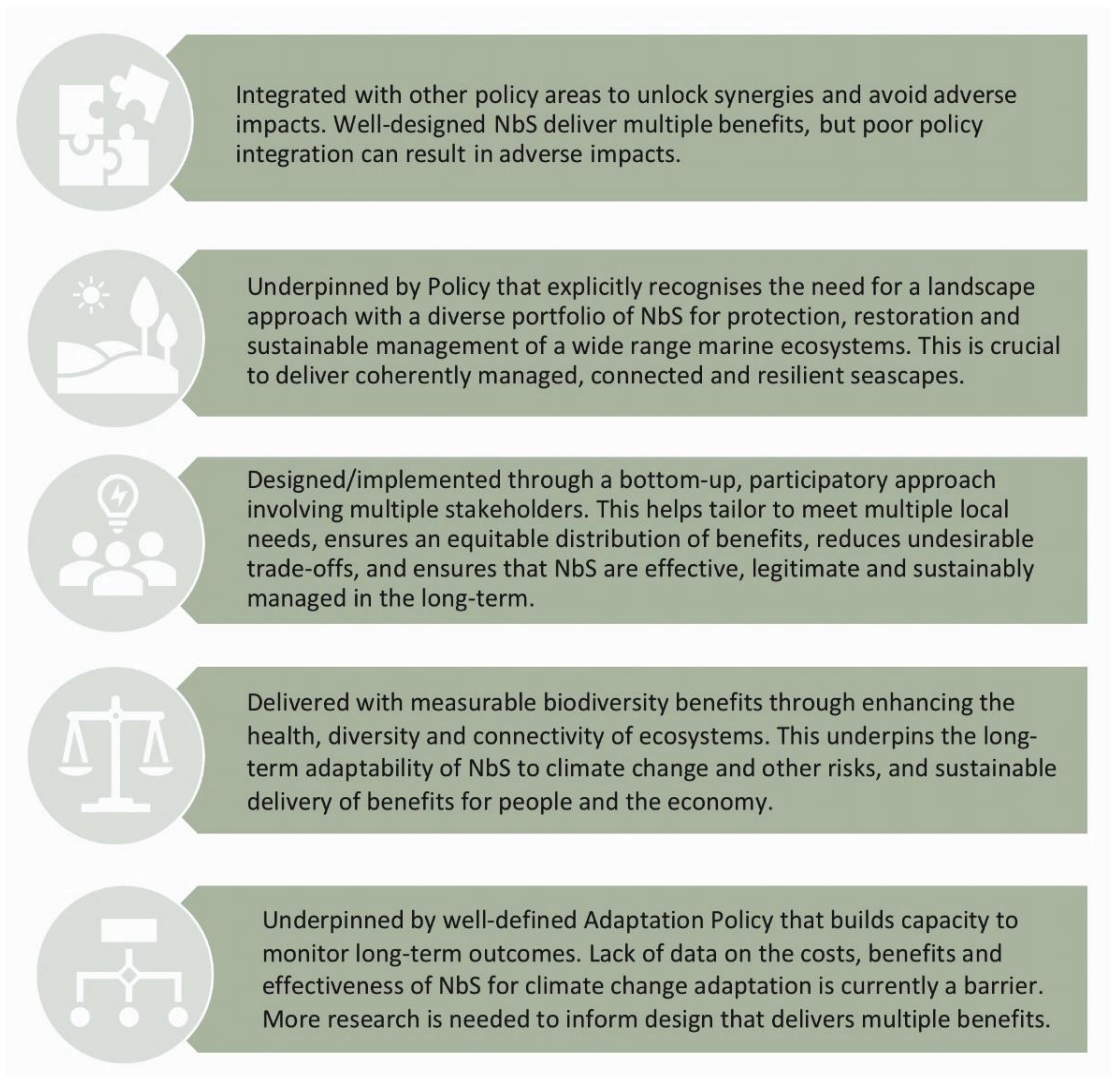 Integrated with other policy areas to unlock synergies and avoid adverse
impacts. Well-designed NbS deliver multiple benefits, but poor policy
integration can result in adverse impacts.
Underpinned by Policy that explicitly recognises the need for a landscape
approach with a diverse portfolio of NbS for protection, restoration and
sustainable management of a wide range marine ecosystems. This is crucial
to deliver coherently managed, connected and resilient seascapes.
Designed/implemented through a bottom-up, participatory approach
involving multiple stakeholders. This helps tailor to meet multiple local
needs, ensures an equitable distribution of benefits, reduces undesirable
trade-offs, and ensures that NbS are effective, legitimate and sustainably
managed in the long-term.
Delivered with measurable biodiversity benefits through enhancing the
health, diversity and connectivity of ecosystems. This underpins the long-
term adaptability of NbS to climate change and other risks, and sustainable
delivery of benefits for people and the economy.
Underpinned by well-defined Adaptation Policy that builds capacity to
monitor long-term outcomes. Lack of data on the costs, benefits and
effectiveness of NbS for climate change adaptation is currently a barrier.
More research is needed to inform design that delivers multiple benefits.